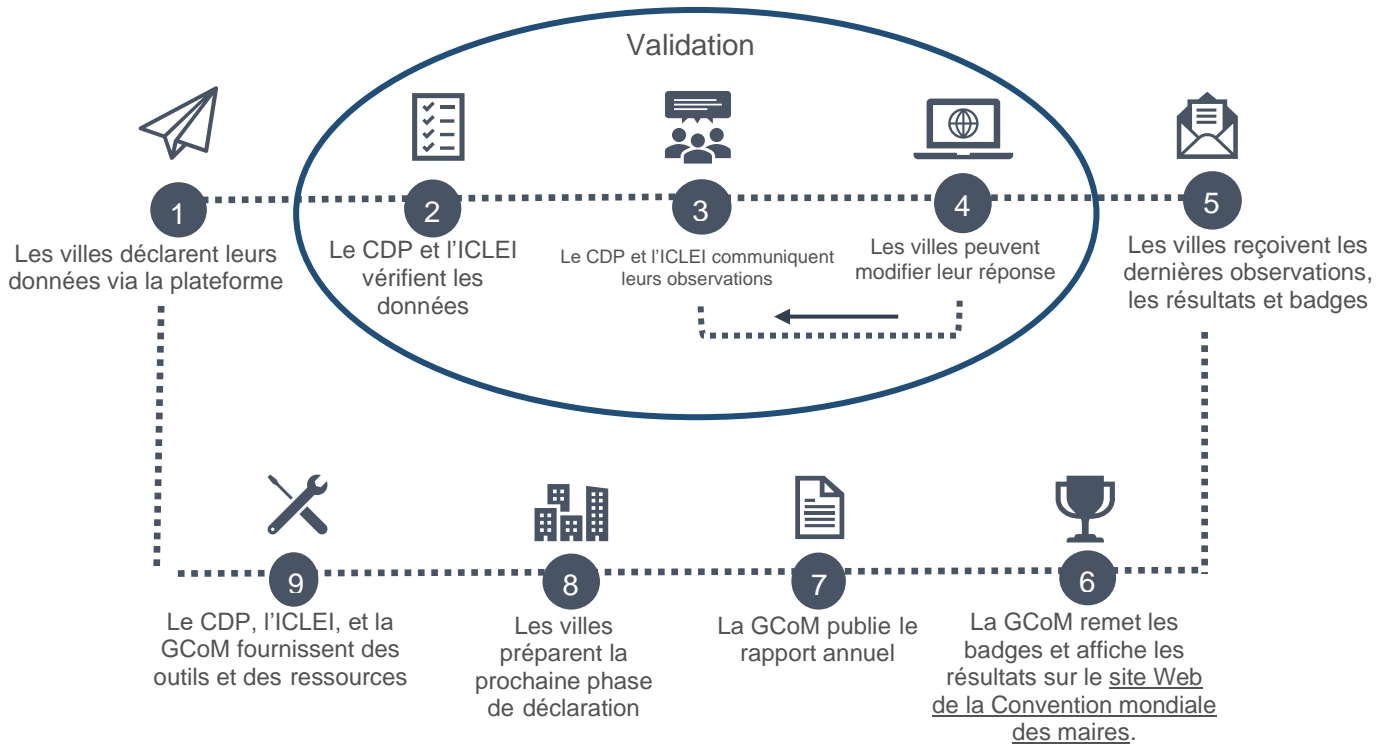 Validation
1
Les villes déclarent leurs
données via la plateforme
2
Le CDP et l'ICLEI
vérifient les
données
3
Le CDP et l'ICLEI communiquent
leurs observations
4
Les villes peuvent
modifier leur réponse
5
Les villes reçoivent les
dernières observations,
les résultats et badges
9
Le CDP, l'ICLEI, et la
GCoM fournissent des
outils et des ressources
8
Les villes
préparent la
prochaine phase
de déclaration
7
La GCoM publie le
rapport annuel
6
La GCoM remet les
badges et affiche les
résultats sur le site Web
de la Convention mondiale
des maires.